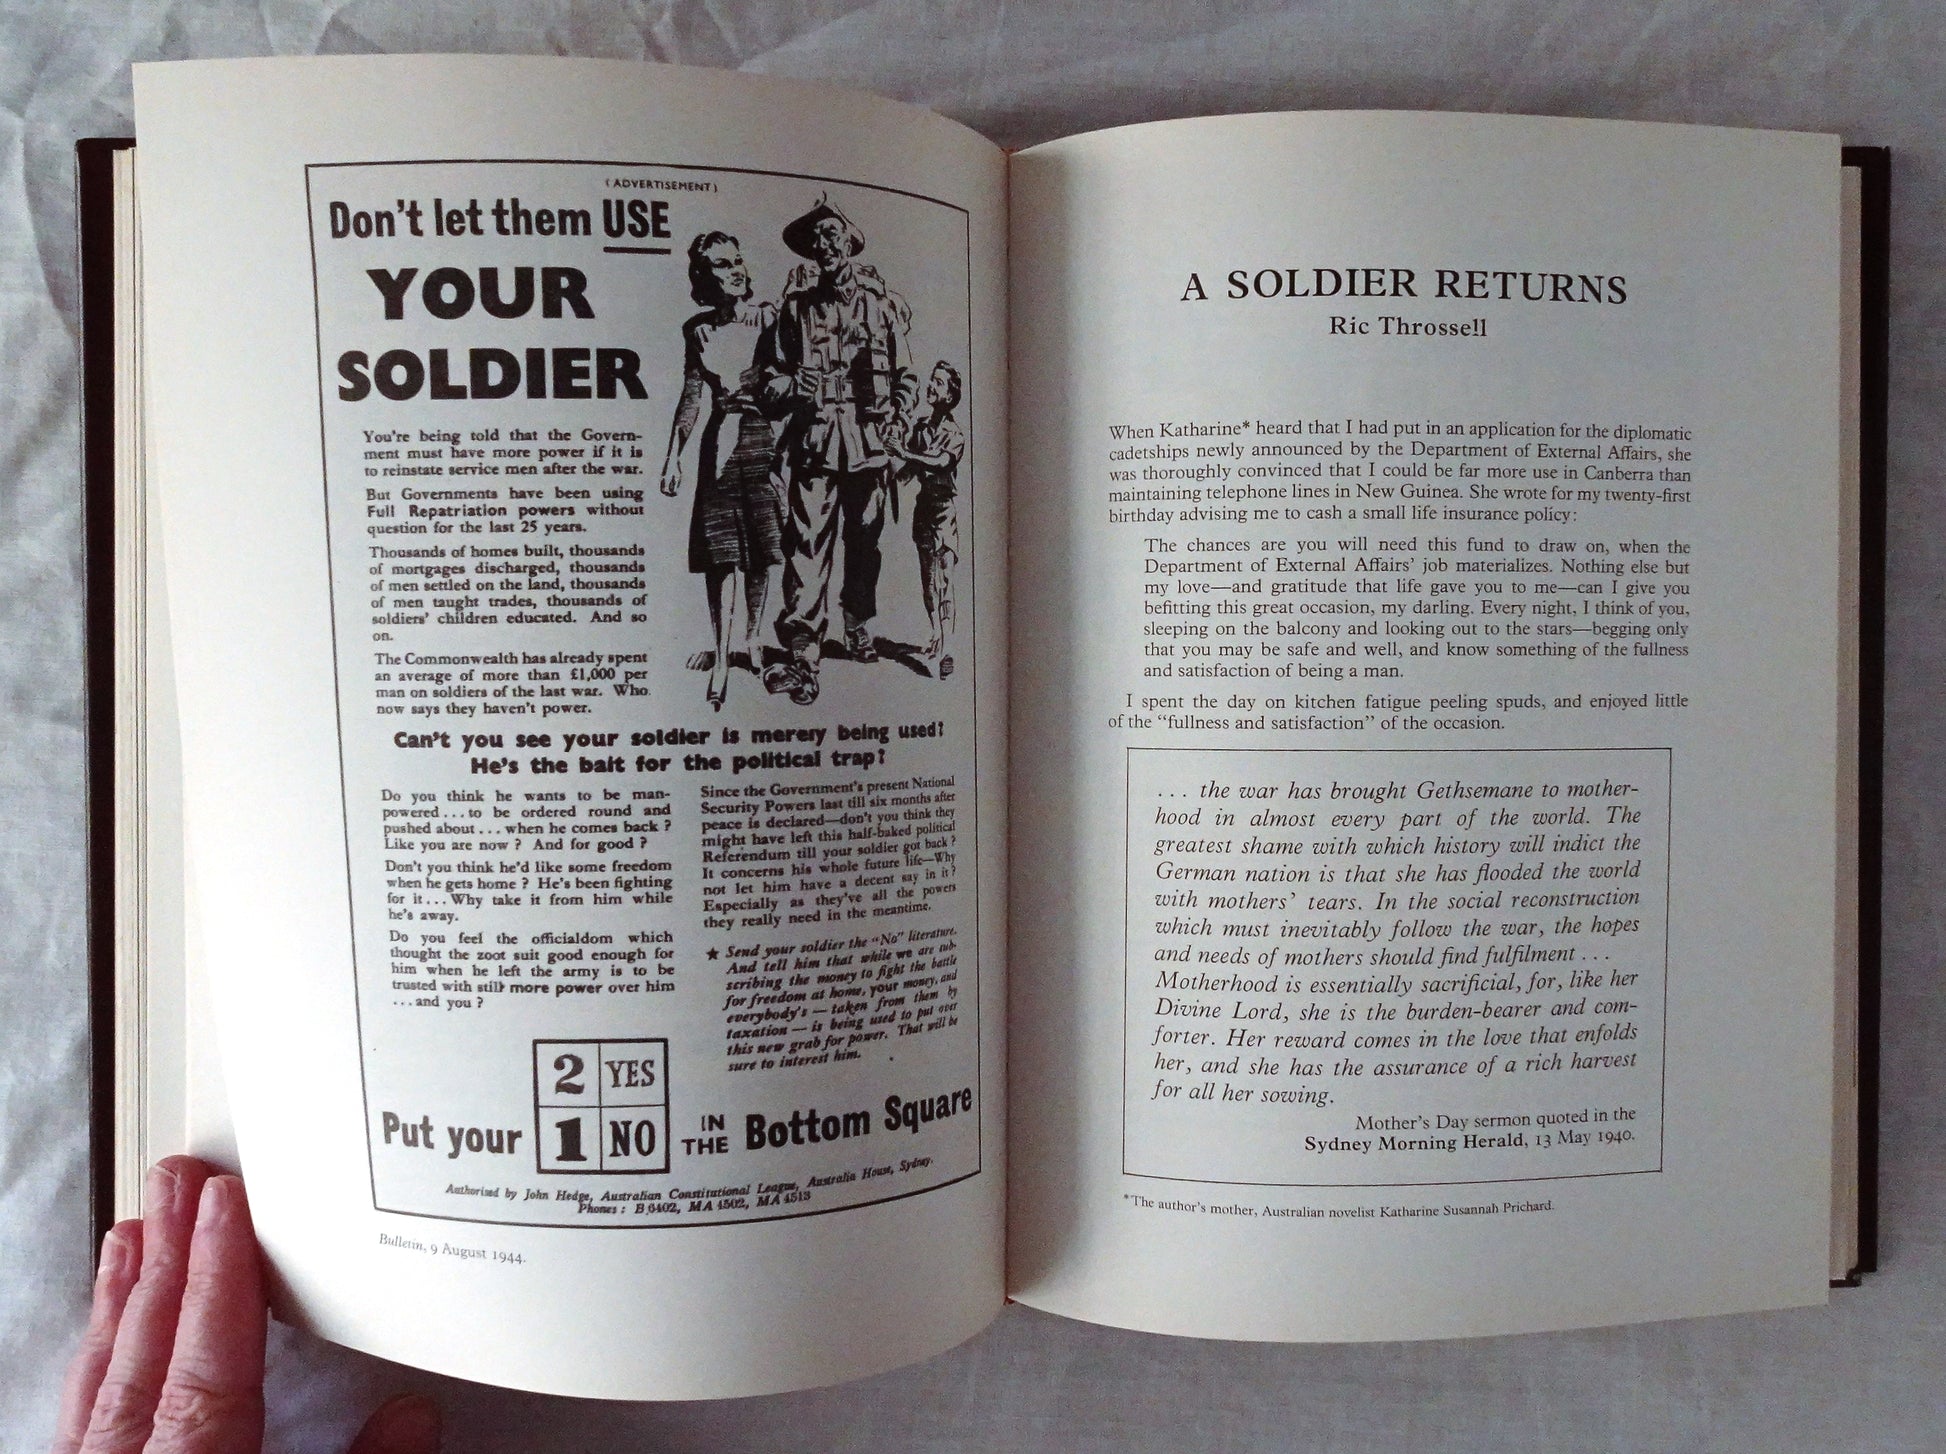 (ADVERTISEMENT)
Don't let them USE
YOUR
SOLDIER
You're being told that the Govern-
ment must have more power if it is
to reinstate service men after the war.
But Governments have been using
Full Repatriation powers without
question for the last 25 years.
Thousands of homes built, thousands
of mortgages discharged, thousands
of men settled on the land, thousands
of men taught trades, thousands of
soldiers' children educated. And so
on.
The Commonwealth has already spent
an average of more than £1,000 per
man on soldiers of the last war. Who
now says they haven't power.
Can't you see your soldier is merely being used?
He's the bait for the political trap?
Do you think he wants to be man-
powered...to be ordered round and
pushed about...when he comes back?
Like you are now? And for good?
Don't you think he'd like some freedom
when he gets home? He's been fighting
for it...Why take it from him while
he's away.
Do you feel the officialdom which
thought the zoot suit good enough for
him when he left the army is to be
trusted with still more power over him
...and you?
Since the Government's present National
Security Powers last till six months after
peace is declared—don't you think they
might have left this half-baked political
Referendum till your soldier got back?
It concerns his whole future life—Why
not let him have a decent say in it?
Especially as they've all the powers
they really need in the meantime.
★ Send your soldier the "No" literature.
And tell him that while we are sub-
scribing the money to fight the battle
for freedom at home, your money, and
everybody's — taken from them by
taxation — is being used to put over
this new grab for power. That will be
sure to interest him.
2 YES
Put your 1 NO IN THE Bottom Square
Authorised by John Hedge, Australian Constitutional League, Australia House, Sydney.
Phones: B 6402, MA 4502, MA 4513
Bulletin, 9 August 1944.
A SOLDIER RETURNS
Ric Throssell
When Katharine* heard that I had put in an application for the diplomatic
cadetships newly announced by the Department of External Affairs, she
was thoroughly convinced that I could be far more use in Canberra than
maintaining telephone lines in New Guinea. She wrote for my twenty-first
birthday advising me to cash a small life insurance policy:
The chances are you will need this fund to draw on, when the
Department of External Affairs' job materializes. Nothing else but
my love—and gratitude that life gave you to me—can I give you
befitting this great occasion, my darling. Every night, I think of you,
sleeping on the balcony and looking out to the stars—begging only
that you may be safe and well, and know something of the fullness
and satisfaction of being a man.
I spent the day on kitchen fatigue peeling spuds, and enjoyed little
of the "fullness and satisfaction" of the occasion.
... the war has brought Gethsemane to mother-
hood in almost every part of the world. The
greatest shame with which history will indict the
German nation is that she has flooded the world
with mothers' tears. In the social reconstruction
which must inevitably follow the war, the hopes
and needs of mothers should find fulfilment ...
Motherhood is essentially sacrificial, for, like her
Divine Lord, she is the burden-bearer and com-
forter. Her reward comes in the love that enfolds
her, and she has the assurance of a rich harvest
for all her sowing.
Mother's Day sermon quoted in the
Sydney Morning Herald, 13 May 1940.
*The author's mother, Australian novelist Katharine Susannah Prichard.